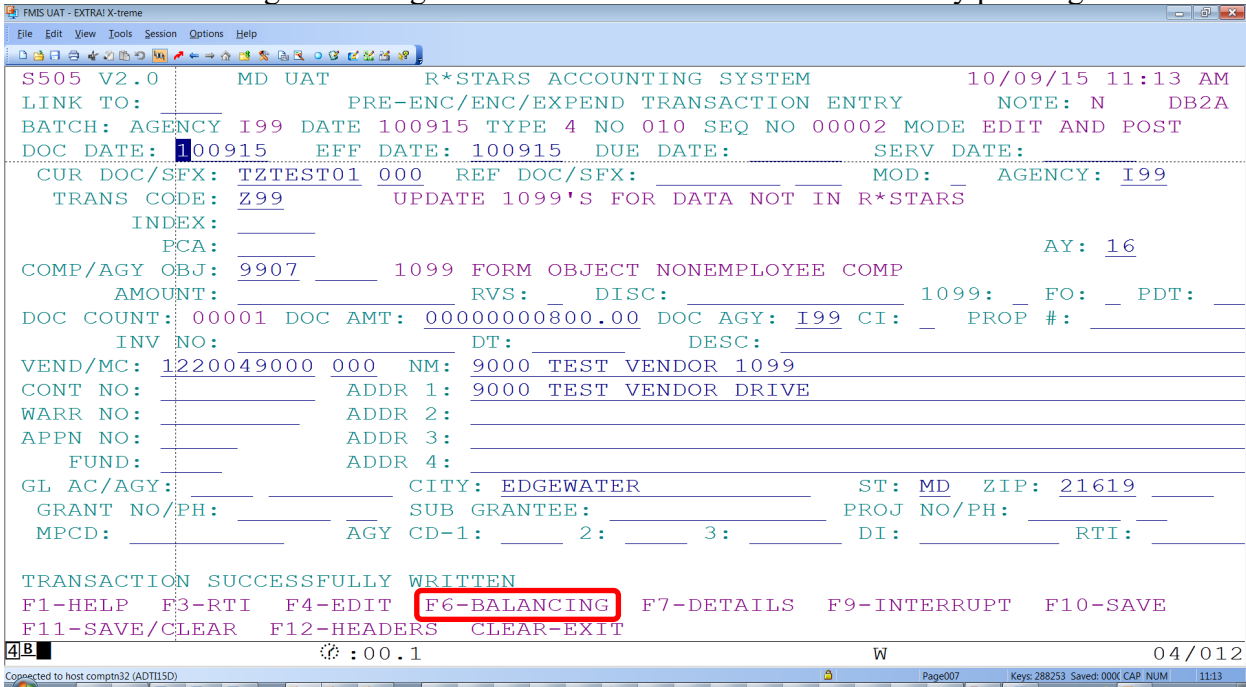 FMIS UAT - EXTRA! X-treme
File Edit View Tools Session Options Help
S505 V2.0 MD UAT R*STARS ACCOUNTING SYSTEM 10/09/15 11:13 AM
LINK TO: PRE-ENC/ENC/EXPEND TRANSACTION ENTRY NOTE: N DB2A
BATCH: AGENCY I99 DATE 100915 TYPE 4 NO 010 SEQ NO 00002 MODE EDIT AND POST
DOC DATE: 100915 EFF DATE: 100915 DUE DATE: SERV DATE:
CUR DOC/SFX: TZTEST01 000 REF DOC/SFX: MOD: AGENCY: I99
TRANS CODE: Z99 UPDATE 1099'S FOR DATA NOT IN R*STARS
INDEX:
PCA: AY: 16
COMP/AGY OBJ: 9907 1099 FORM OBJECT NONEMPLOYEE COMP
AMOUNT: RVS: DISC: 1099: FO: PDT:
DOC COUNT: 00001 DOC AMT: 00000000800.00 DOC AGY: I99 CI: PROP #:
INV NO: DT: DESC:
VEND/MC: 1220049000 000 NM: 9000 TEST VENDOR 1099
CONT NO: ADDR 1: 9000 TEST VENDOR DRIVE
WARR NO: ADDR 2:
APPN NO: ADDR 3:
FUND: ADDR 4:
GL AC/AGY: CITY: EDGEWATER ST: MD ZIP: 21619
GRANT NO/PH: SUB GRANTEE: PROJ NO/PH:
MPCD: AGY CD-1: 2: 3: DI: RTI:
TRANSACTION SUCCESSFULLY WRITTEN
F1-HELP F3-RTI F4-EDIT F6-BALANCING F7-DETAILS F9-INTERRUPT F10-SAVE
F11-SAVE/CLEAR F12-HEADERS CLEAR-EXIT
4 B :00.1 W 04/012
Connected to host comptn32 (ADTI15D) Page007 Keys: 288253 Saved: 000( CAP NUM 11:13